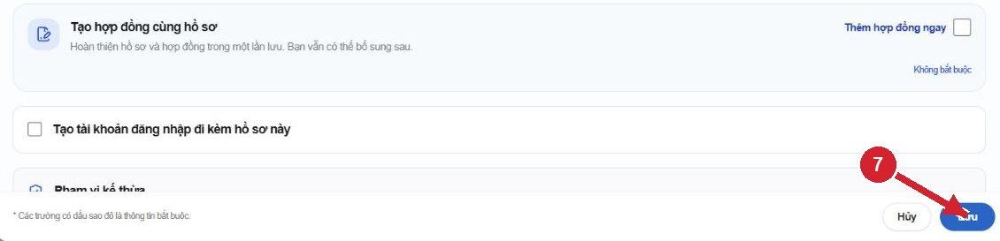 Tạo hợp đồng cùng hồ sơ
Thêm hợp đồng ngay
Hoàn thiện hồ sơ và hợp đồng trong một lần lưu. Bạn vẫn có thể bổ sung sau.
Không bắt buộc
Tạo tài khoản đăng nhập đi kèm hồ sơ này
Phạm vi kế thừa
7
* Các trường có dấu sao đỏ là thông tin bắt buộc.
Hủy